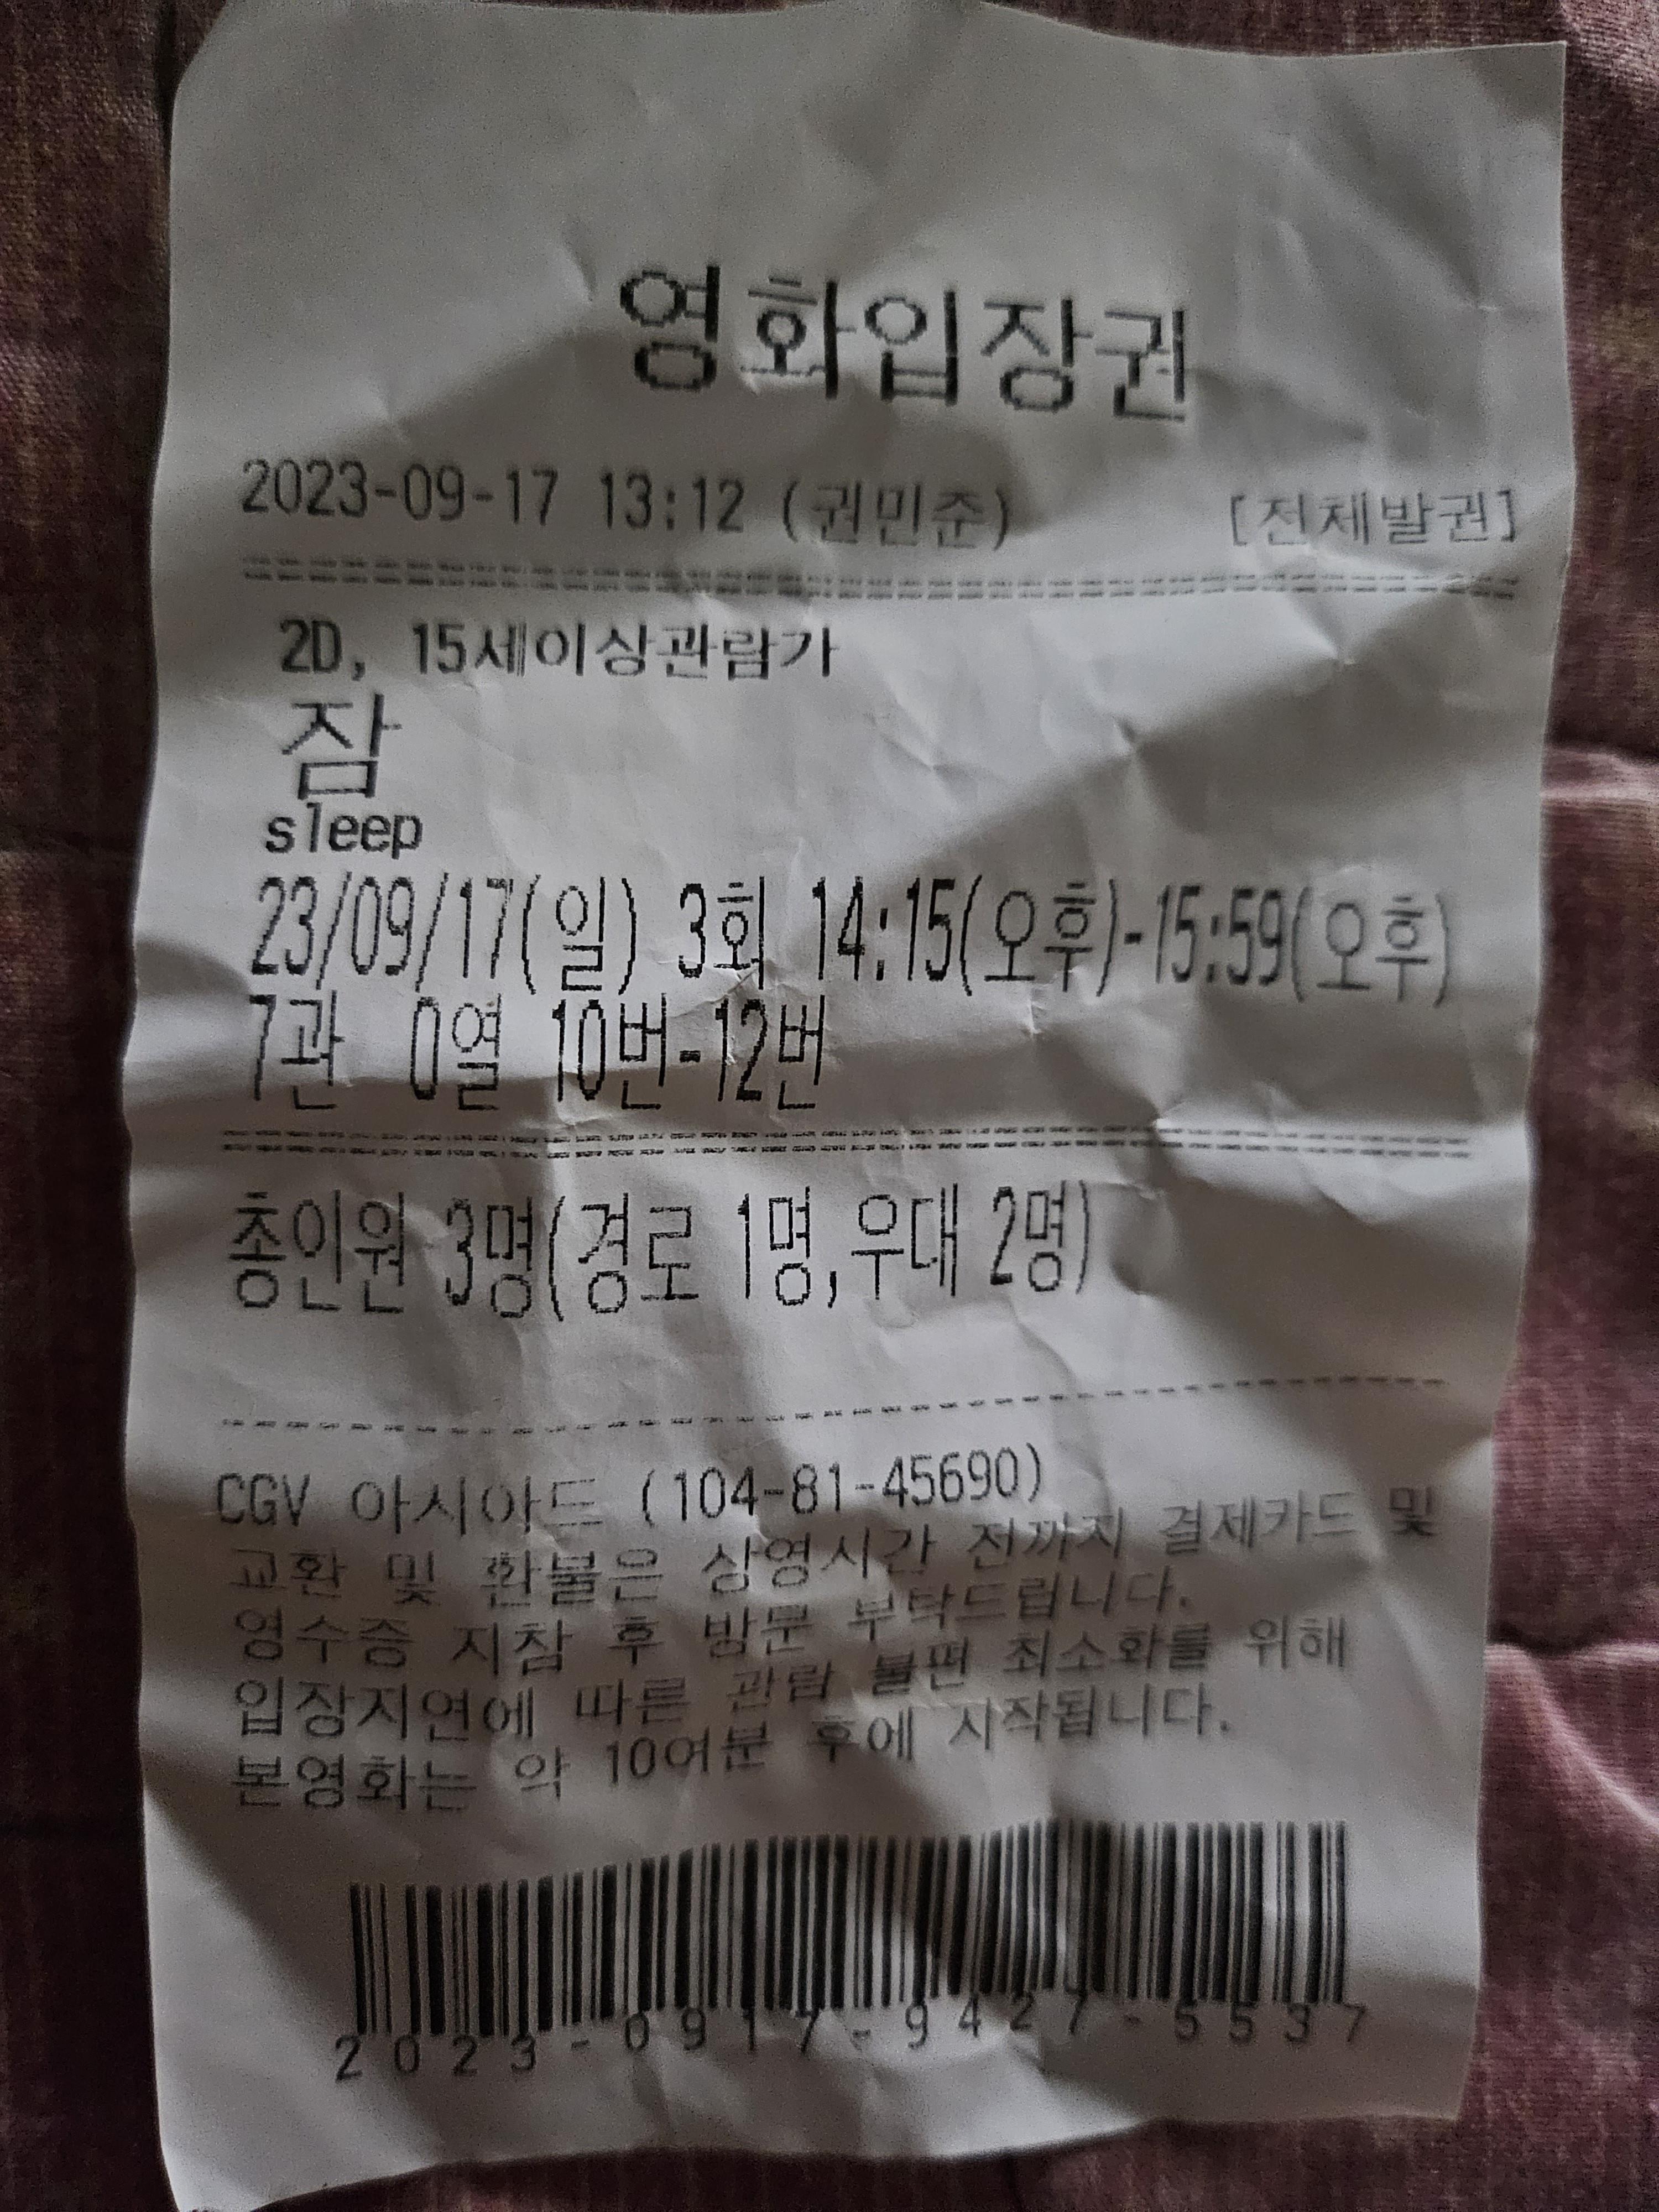 영화입장권
2023-09-17 13:12 (권민준) [전체발권]
2D, 15세이상관람가
잠
sleep
23/09/17(일) 3회 14:15(오후)-15:59(오후)
7관 O열 10번-12번
총인원 3명(경로 1명,우대 2명)
CGV 아시아드 (104-81-45690)
교환 및 환불은 상영시간 전까지 결제카드 및
영수증 지참 후 방문 부탁드립니다.
입장지연에 따른 관람 불편 최소화를 위해
본영화는 약 10여분 후에 시작됩니다.
2023-0917-9427-5537